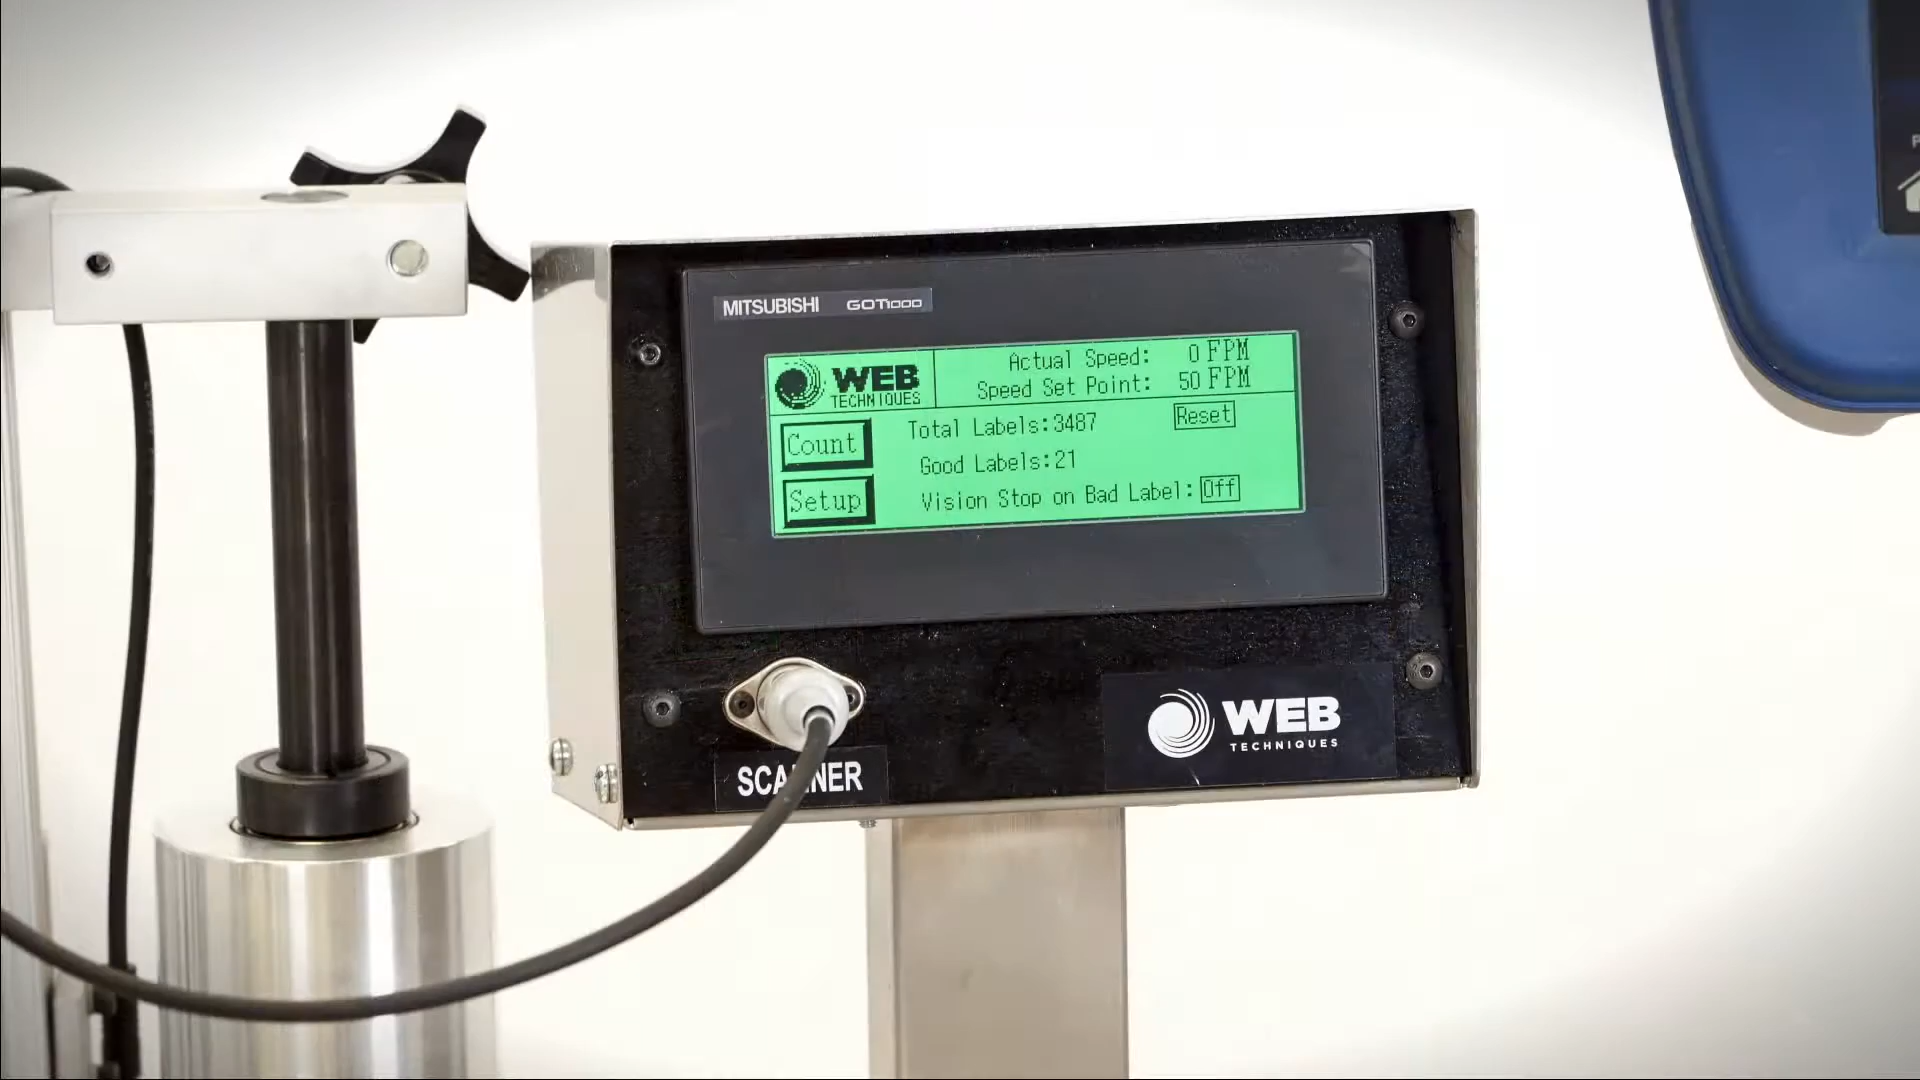 MITSUBISHI GOT1000
WEB
TECHNIQUES
Actual Speed: 0 FPM
Speed Set Point: 50 FPM
Count
Total Labels:3487
Reset
Good Labels:21
Setup
Vision Stop on Bad Label: Off
SCANNER
WEB
TECHNIQUES